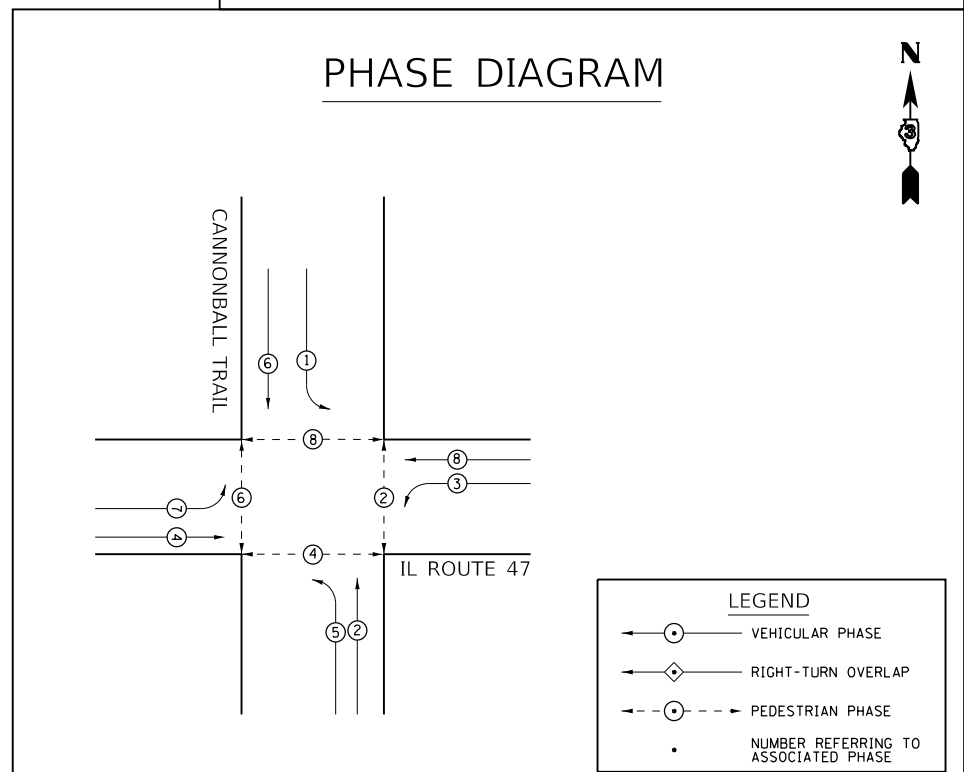 PHASE DIAGRAM
N
3
CANNONBALL TRAIL
6
1
8
8
3
6
2
7
4
4
IL ROUTE 47
5
2
LEGEND
VEHICULAR PHASE
RIGHT-TURN OVERLAP
PEDESTRIAN PHASE
NUMBER REFERRING TO
ASSOCIATED PHASE